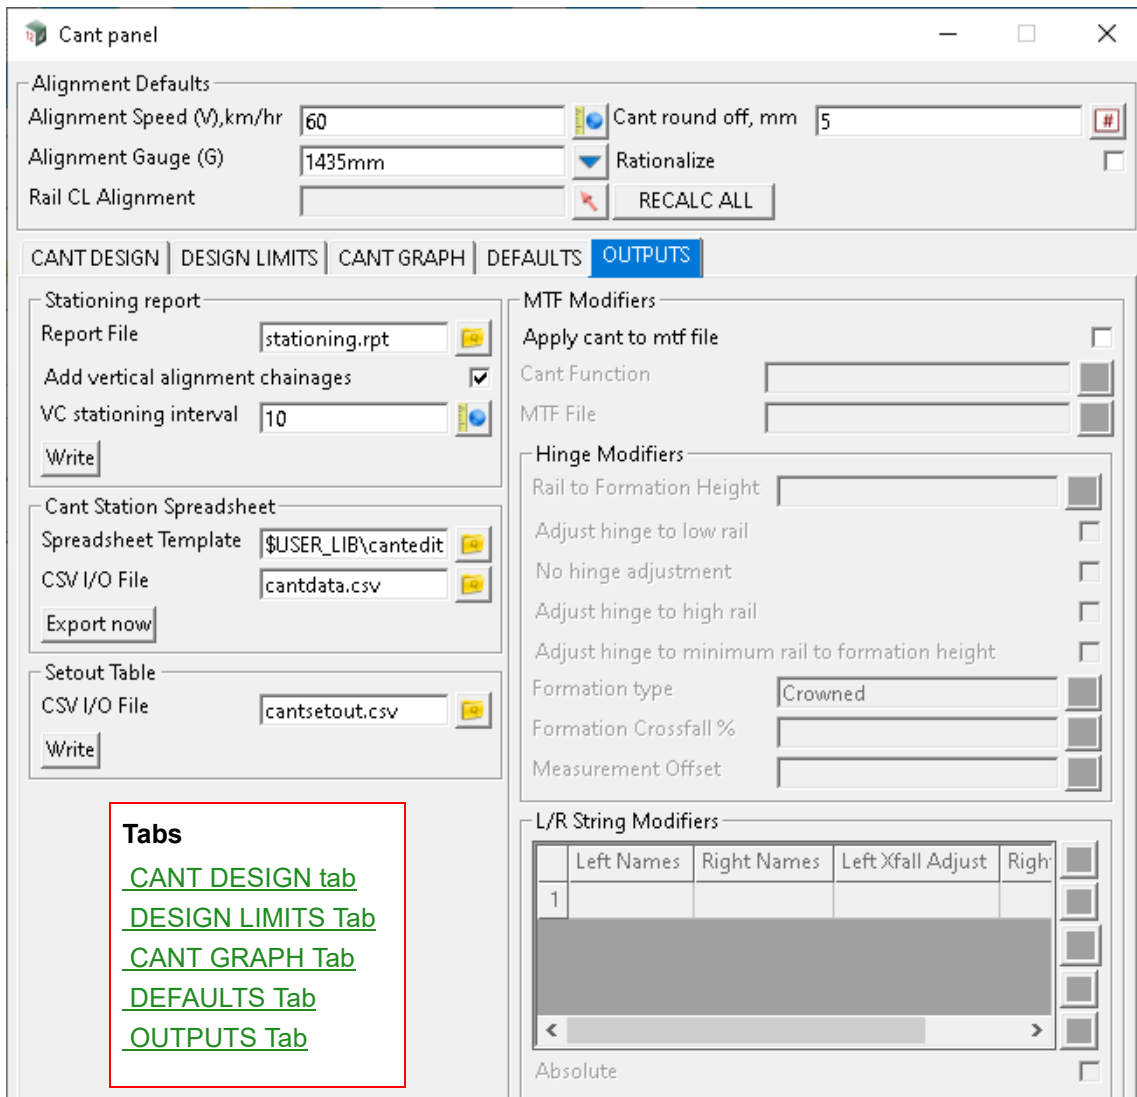 Cant panel
Alignment Defaults
Alignment Speed (V),km/hr 60 Cant round off, mm 5 #
Alignment Gauge (G) 1435mm Rationalize
Rail CL Alignment RECALC ALL
CANT DESIGN DESIGN LIMITS CANT GRAPH DEFAULTS OUTPUTS
Stationing report
Report File stationing.rpt
Add vertical alignment chainages
VC stationing interval 10
Write
Cant Station Spreadsheet
Spreadsheet Template $USER_LIB\cantedit
CSV I/O File cantdata.csv
Export now
Setout Table
CSV I/O File cantsetout.csv
Write
Tabs
CANT DESIGN tab
DESIGN LIMITS Tab
CANT GRAPH Tab
DEFAULTS Tab
OUTPUTS Tab
MTF Modifiers
Apply cant to mtf file
Cant Function
MTF File
Hinge Modifiers
Rail to Formation Height
Adjust hinge to low rail
No hinge adjustment
Adjust hinge to high rail
Adjust hinge to minimum rail to formation height
Formation type Crowned
Formation Crossfall %
Measurement Offset
L/R String Modifiers
Left Names Right Names Left Xfall Adjust Righ
1
Absolute